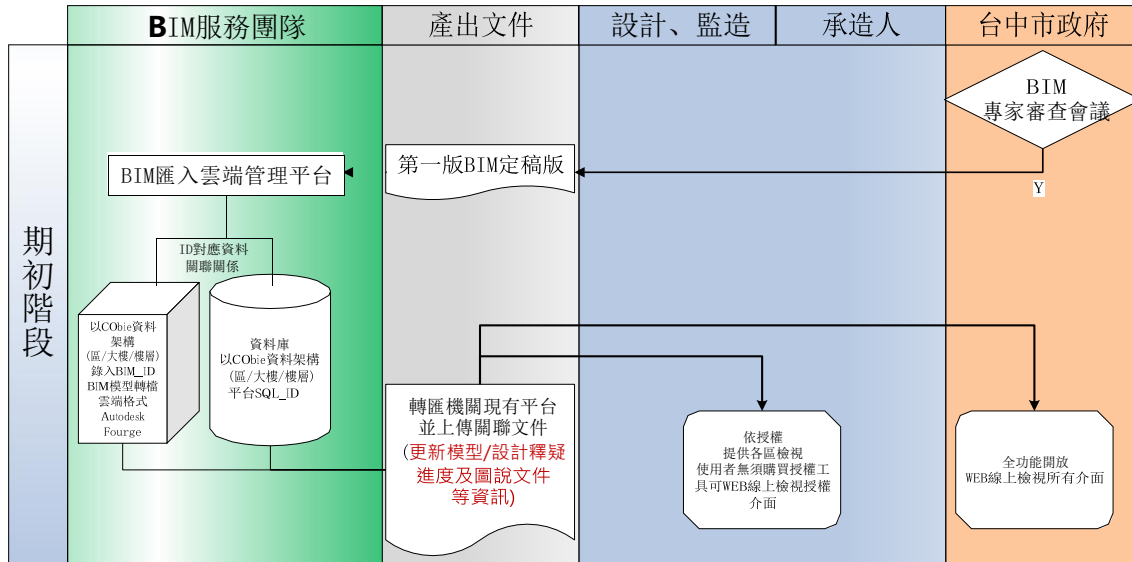 BIM服務團隊
產出文件
設計、監造
承造人
台中市政府
期初階段
BIM
專家審查會議
Y
第一版BIM定稿版
BIM匯入雲端管理平台
ID對應資料
關聯關係
以CObie資料
架構
(區/大樓/樓層)
錄入BIM_ID
BIM模型轉檔
雲端格式
Autodesk
Fourge
資料庫
以CObie資料架構
(區/大樓/樓層)
平台SQL_ID
轉匯機關現有平台
並上傳關聯文件
(更新模型/設計釋疑
進度及圖說文件
等資訊)
依授權
提供各區檢視
使用者無須購買授權工
具可WEB線上檢視授權
介面
全功能開放
WEB線上檢視所有介面